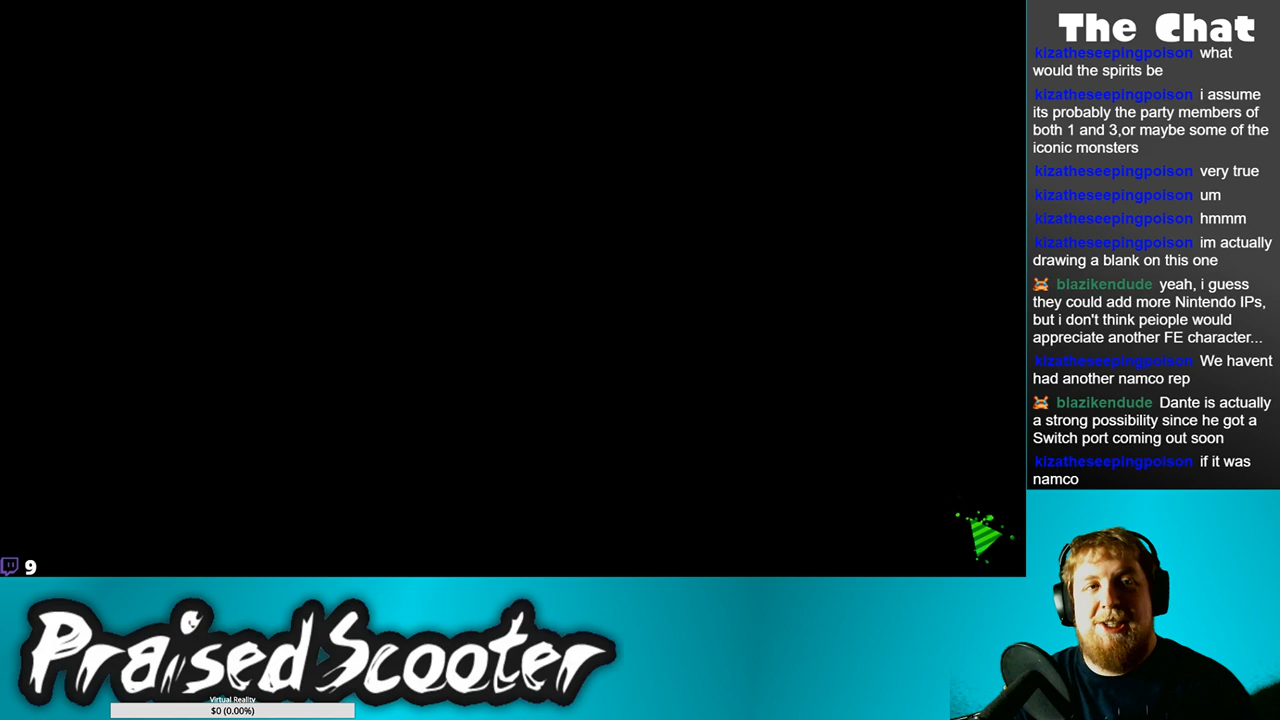 The Chat
kizatheseepingpoison what
would the spirits be
kizatheseepingpoison i assume
its probably the party members of
both 1 and 3,or maybe some of the
iconic monsters
kizatheseepingpoison very true
kizatheseepingpoison um
kizatheseepingpoison hmmm
kizatheseepingpoison im actually
drawing a blank on this one
blazikendude yeah, i guess
they could add more Nintendo IPs,
but i don't think peiople would
appreciate another FE character...
kizatheseepingpoison We havent
had another namco rep
blazikendude Dante is actually
a strong possibility since he got a
Switch port coming out soon
kizatheseepingpoison if it was
namco
9
PraisedScooter
Virtual Reality
$0 (0.00%)